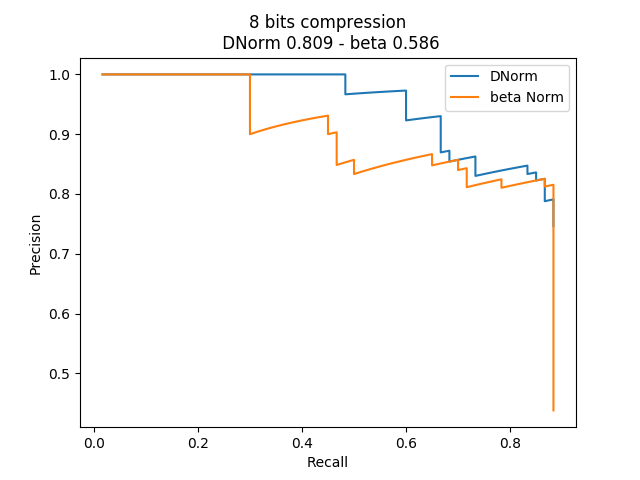 8 bits compression
DNorm 0.809 - beta 0.586
DNorm
beta Norm
1.0
0.9
0.8
0.7
0.6
0.5
Precision
0.0 0.2 0.4 0.6 0.8
Recall